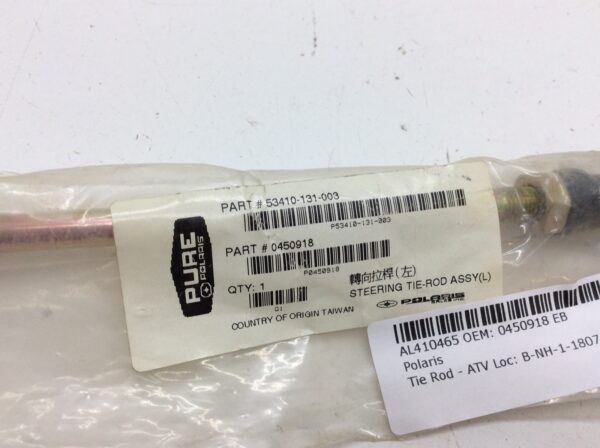 PURE
POLARIS
PART # 53410-131-003
P53410-131-003
PART # 0450918
P0450918
QTY: 1
Q1
轉向拉桿(左)
STEERING TIE-ROD ASSY(L)
POLARIS
COUNTRY OF ORIGIN TAIWAN
AL410465 OEM: 0450918 EB
Polaris
Tie Rod - ATV Loc: B-NH-1-1807